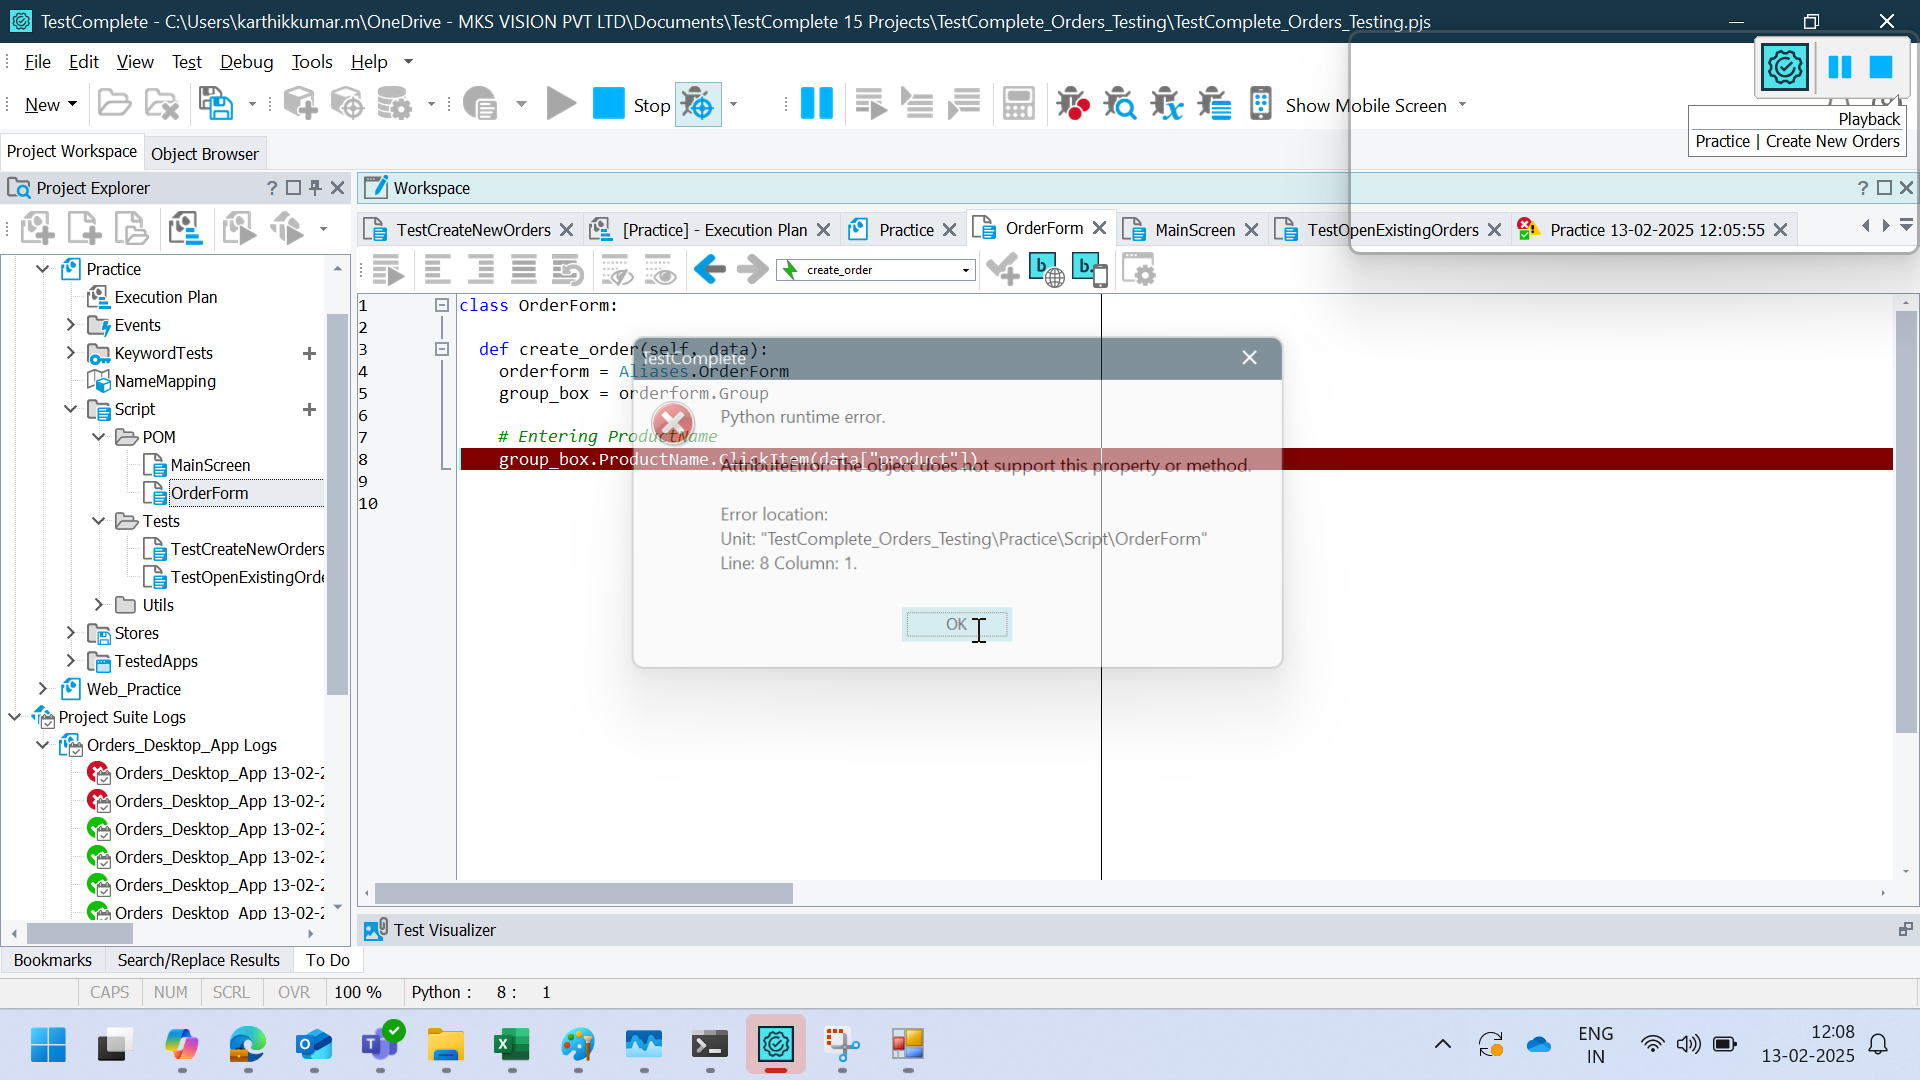 TestComplete - C:\Users\karthikkumar.m\OneDrive - MKS VISION PVT LTD\Documents\TestComplete 15 Projects\TestComplete_Orders_Testing\TestComplete_Orders_Testing.pjs
File Edit View Test Debug Tools Help
New Stop Show Mobile Screen
Playback
Practice | Create New Orders
Project Workspace Object Browser
Project Explorer ?
Workspace ?
TestCreateNewOrders [Practice] - Execution Plan Practice OrderForm MainScreen TestOpenExistingOrders Practice 13-02-2025 12:05:55
create_order
Practice
Execution Plan
Events
KeywordTests
NameMapping
Script
POM
MainScreen
OrderForm
Tests
TestCreateNewOrders
TestOpenExistingOrde
Utils
Stores
TestedApps
Web_Practice
Project Suite Logs
Orders_Desktop_App Logs
Orders_Desktop_App 13-02-2
Orders_Desktop_App 13-02-2
Orders_Desktop_App 13-02-2
Orders_Desktop_App 13-02-2
Orders_Desktop_App 13-02-2
Orders_Desktop_App 13-02-2
1 class OrderForm:
2
3 def create_order(self, data):
4 orderform = Aliases.OrderForm
5 group_box = orderform.Group
6
7 # Entering ProductName
8 group_box.ProductName.ClickItem(data["product"])
9
10
TestComplete
Python runtime error.
AttributeError: The object does not support this property or method.
Error location:
Unit: "TestComplete_Orders_Testing\Practice\Script\OrderForm"
Line: 8 Column: 1.
OK
Test Visualizer
Bookmarks Search/Replace Results To Do
CAPS NUM SCRL OVR 100 % Python : 8 : 1
ENG
IN
12:08
13-02-2025